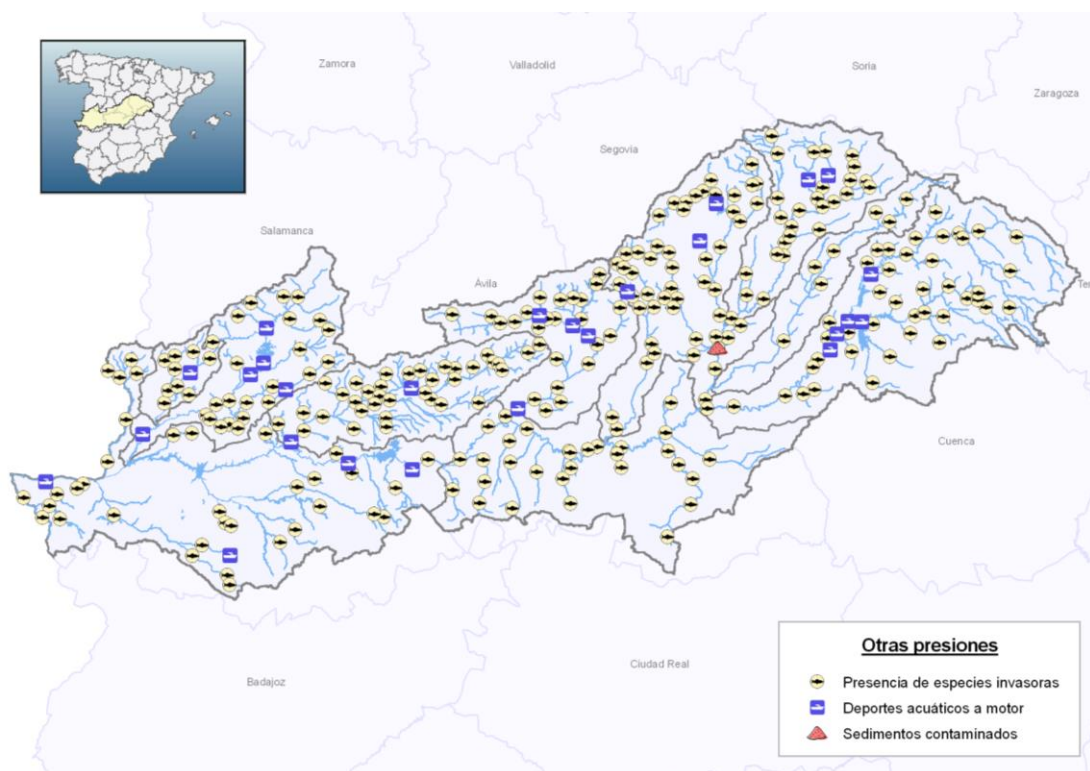 Zamora
Valladolid
Soria
Zaragoza
Segovia
Salamanca
Ávila
Cuenca
Badajoz
Ciudad Real
Otras presiones
Presencia de especies invasoras
Deportes acuáticos a motor
Sedimentos contaminados